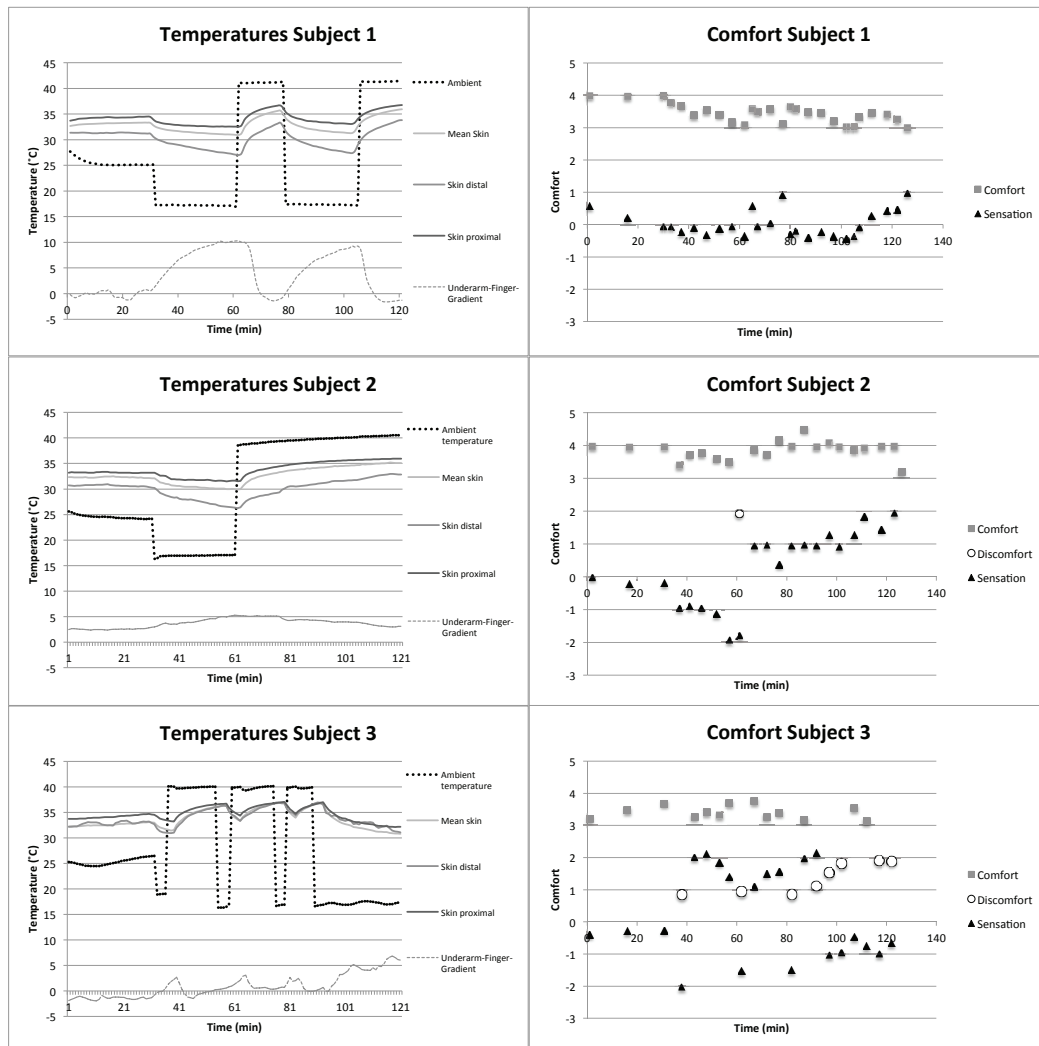 Temperatures Subject 1
45
40
35
30
25
20
15
10
5
0
-5
Temperature (˚C)
0
20
40
60
80
100
120
Time (min)
Ambient
Mean Skin
Skin distal
Skin proximal
Underarm-Finger-
Gradient
Comfort Subject 1
5
4
3
2
1
0
-1
-2
-3
Comfort
0
20
40
60
80
100
120
140
Comfort
Sensation
Temperatures Subject 2
45
40
35
30
25
20
15
10
5
0
-5
Temperature (˚C)
1
21
41
61
81
101
121
Time (min)
Ambient
temperature
Mean skin
Skin distal
Skin proximal
Underarm-Finger-
Gradient
Comfort Subject 2
5
4
3
2
1
0
-1
-2
-3
Comfort
0
20
40
60
80
100
120
140
Time (min)
Comfort
Discomfort
Sensation
Temperatures Subject 3
45
40
35
30
25
20
15
10
5
0
-5
Temperature (˚C)
1
21
41
61
81
101
121
Time (min)
Ambient
temperature
Mean skin
Skin distal
Skin proximal
Underarm-Finger-
Gradient
Comfort Subject 3
5
4
3
2
1
0
-1
-2
-3
Comfort
0
20
40
60
80
100
120
140
Time (min)
Comfort
Discomfort
Sensation